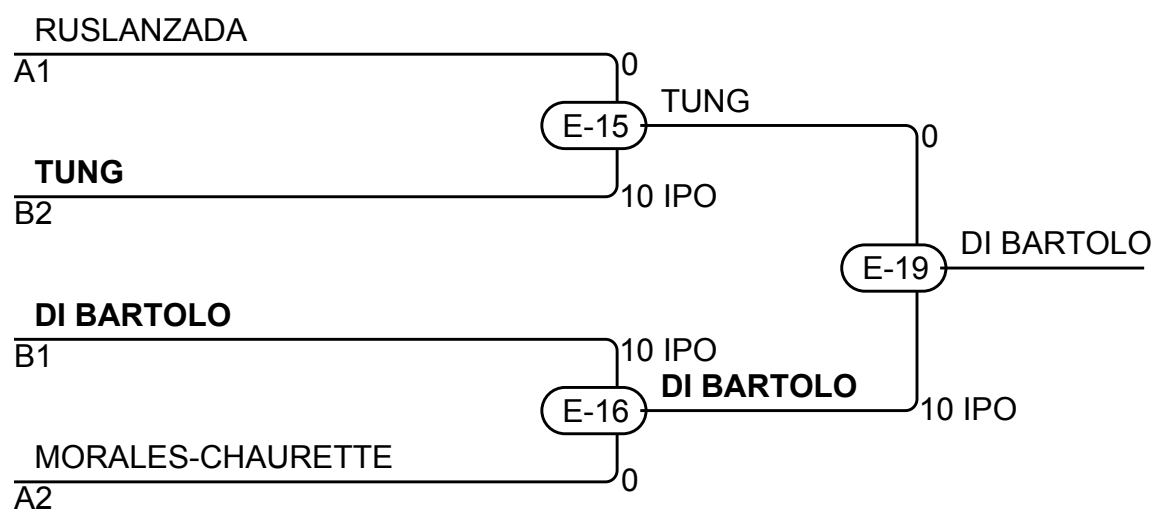 RUSLANZADA
A1
0
E-15
TUNG
0
TUNG
B2
10 IPO
E-19
DI BARTOLO
DI BARTOLO
B1
10 IPO
E-16
DI BARTOLO
10 IPO
MORALES-CHAURETTE
A2
0